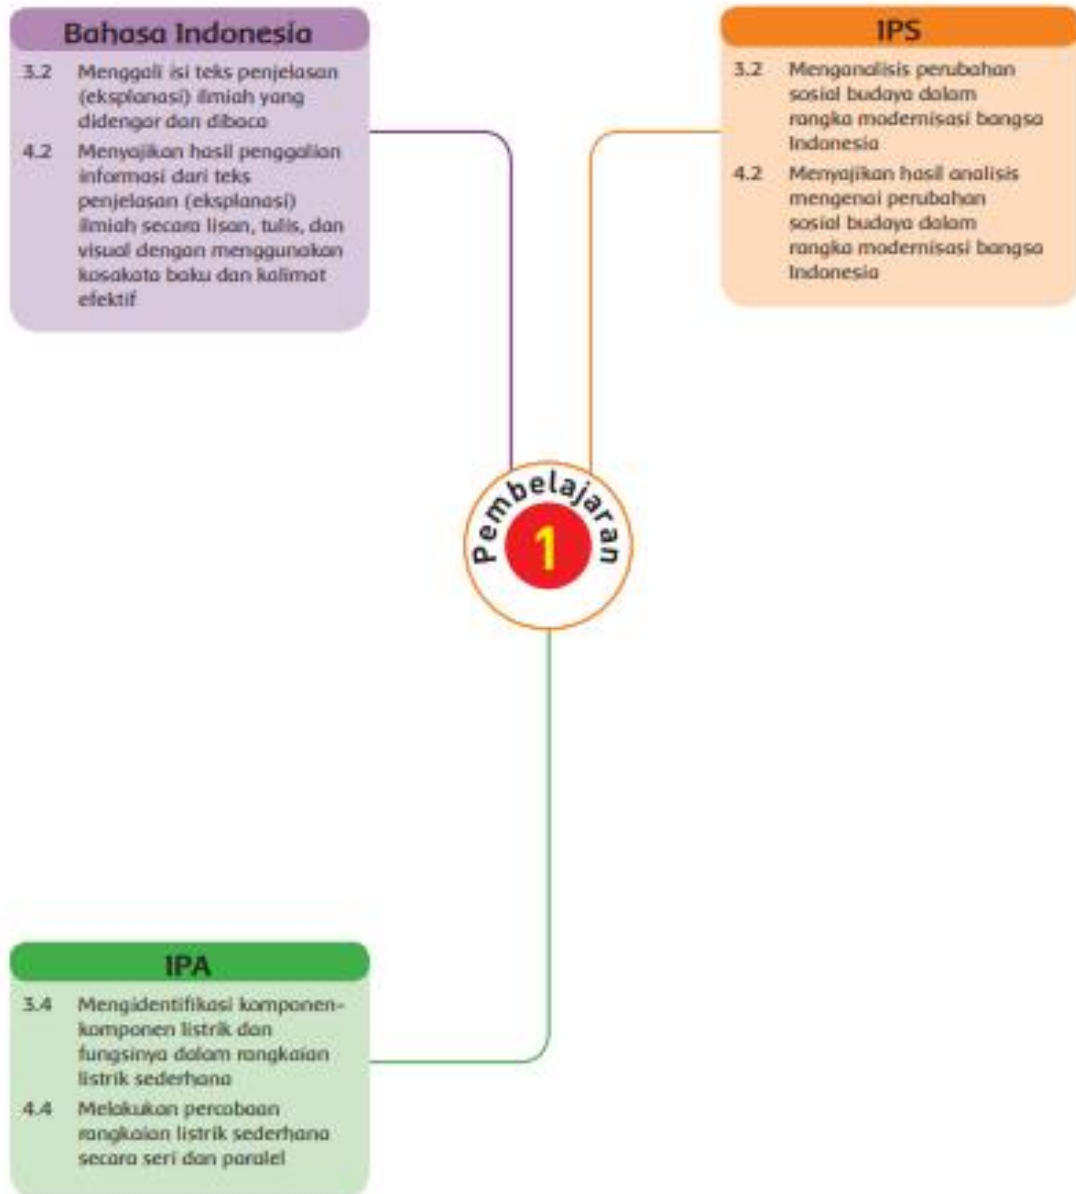 Bahasa Indonesia
3.2 Menggali isi teks penjelasan
(eksplanasi) ilmiah yang
didengar dan dibaca
4.2 Menyajikan hasil penggalian
informasi dari teks
penjelasan (eksplanasi)
ilmiah secara lisan, tulis, dan
visual dengan menggunakan
kosakata baku dan kalimat
efektif
IPS
3.2 Menganalisis perubahan
sosial budaya dalam
rangka modernisasi bangsa
Indonesia
4.2 Menyajikan hasil analisis
mengenai perubahan
sosial budaya dalam
rangka modernisasi bangsa
Indonesia
Pembelajaran
1
IPA
3.4 Mengidentifikasi komponen-
komponen listrik dan
fungsinya dalam rangkaian
listrik sederhana
4.4 Melakukan percobaan
rangkaian listrik sederhana
secara seri dan paralel